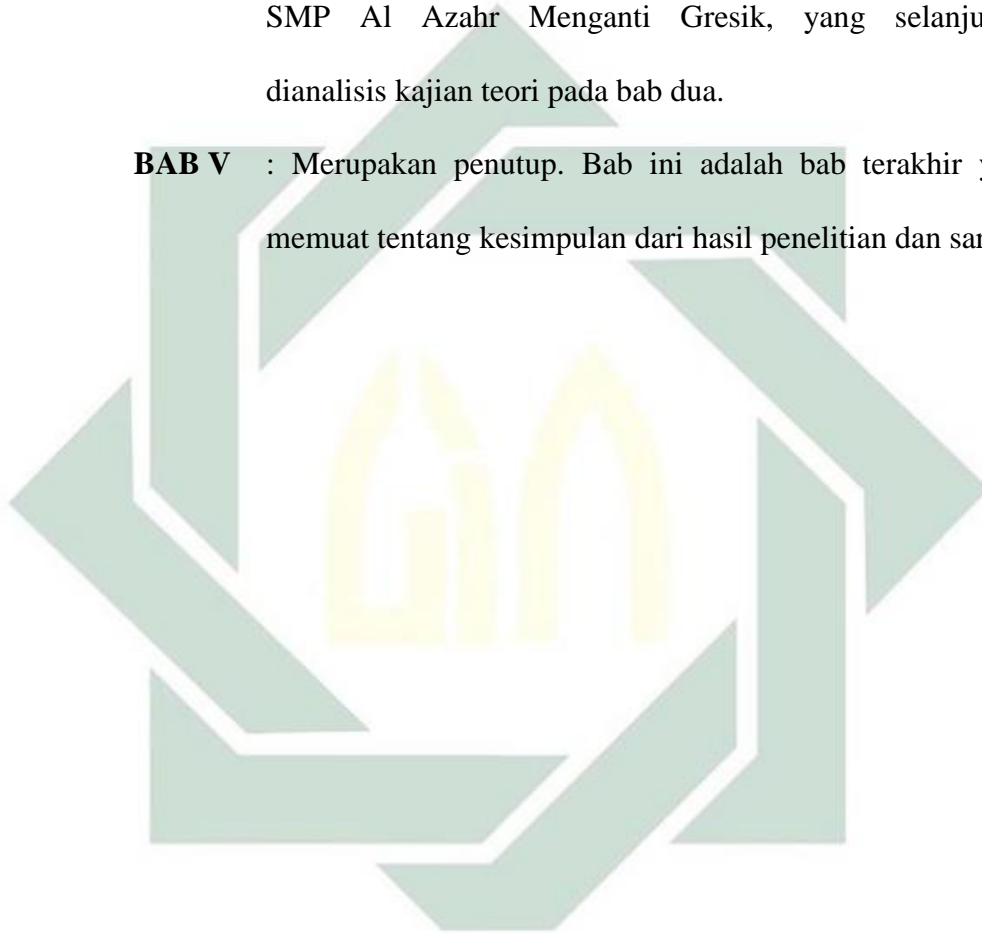 SMP Al Azahr Menganti Gresik, yang selanju
dianalisis kajian teori pada bab dua.
BAB V : Merupakan penutup. Bab ini adalah bab terakhir
memuat tentang kesimpulan dari hasil penelitian dan